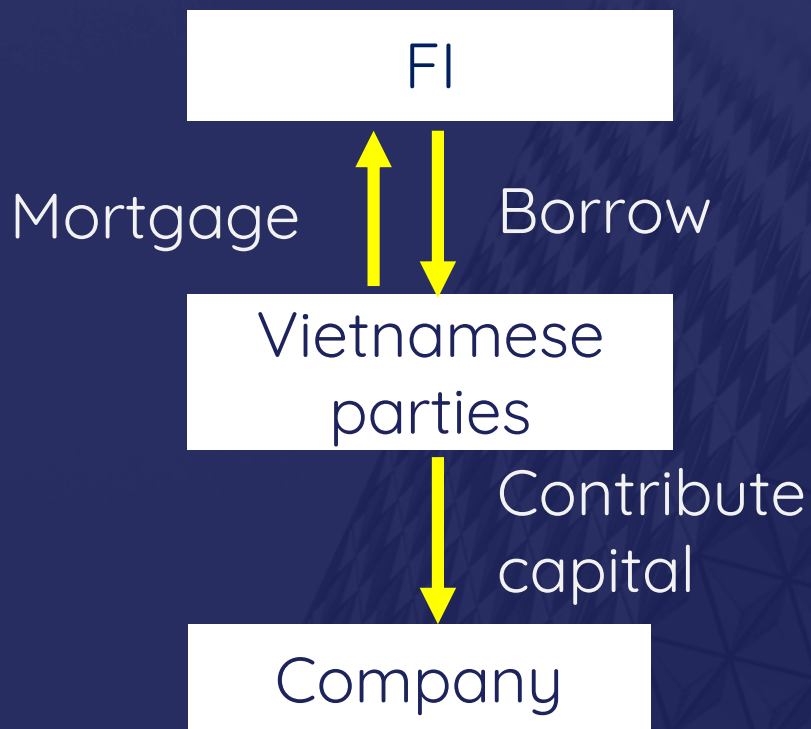 FI
Mortgage
Borrow
Vietnamese
parties
Contribute
capital
Company